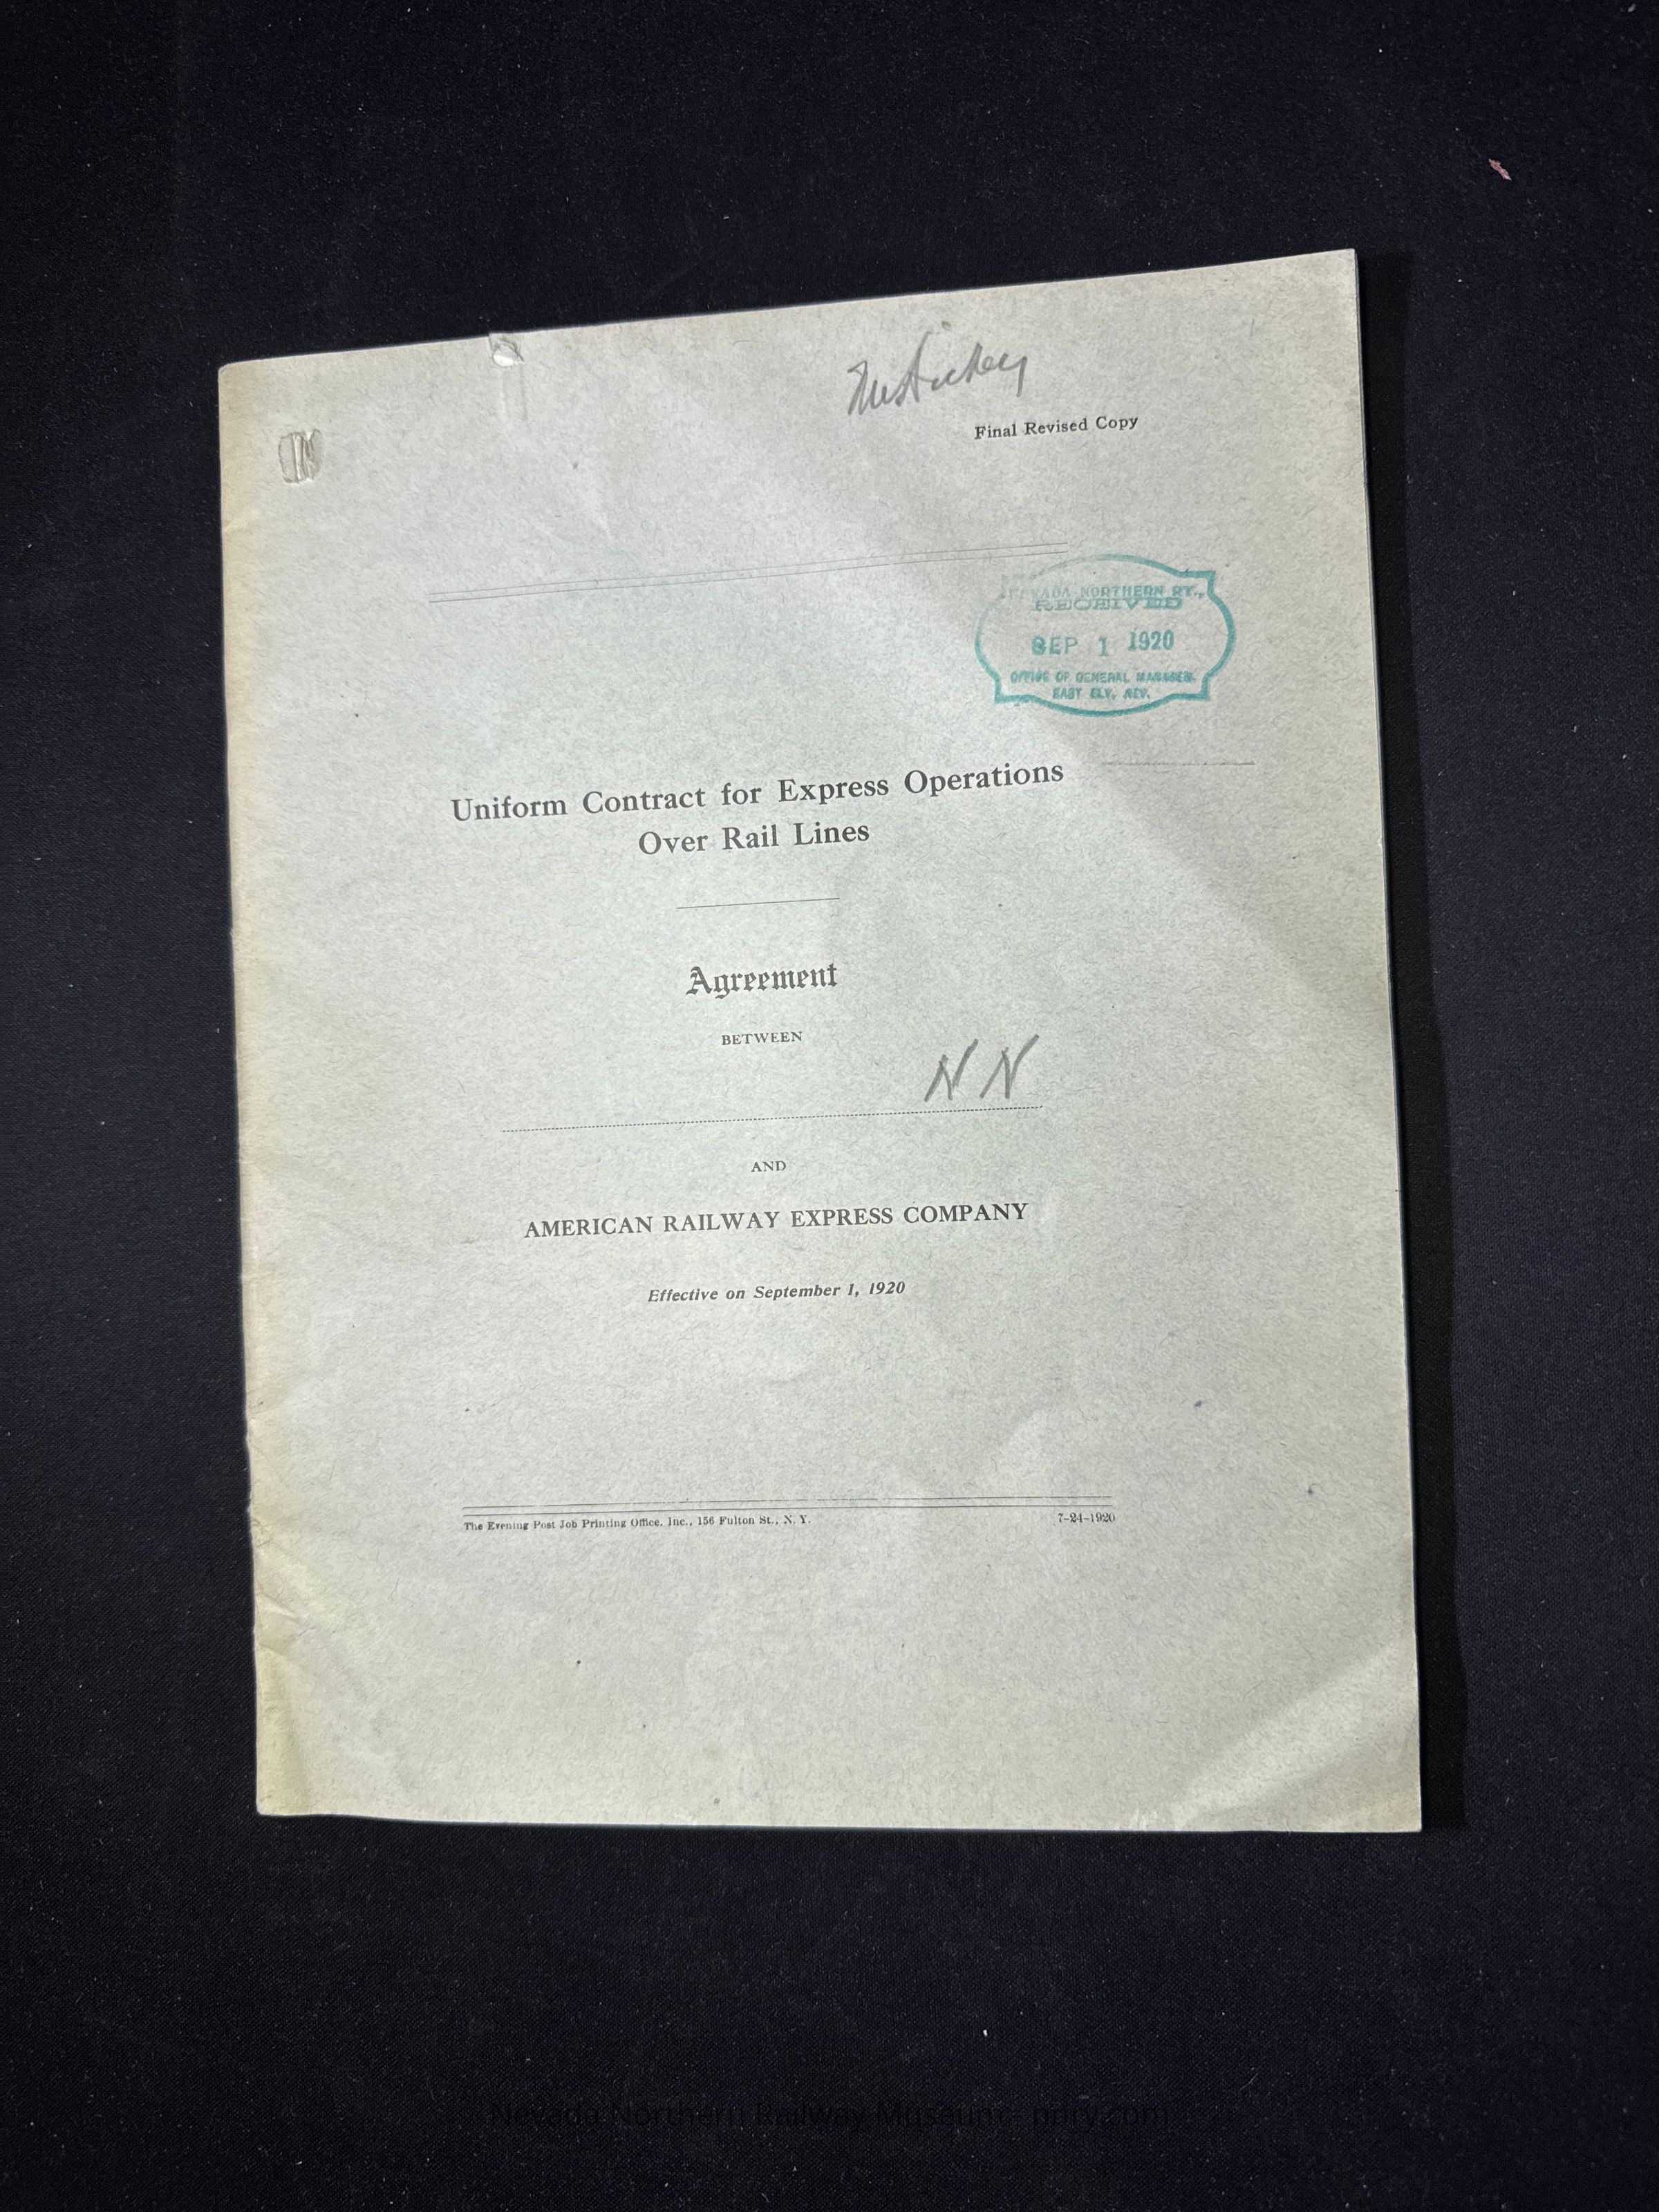 Final Revised Copy
NEVADA NORTHERN RY.,
RECEIVED
SEP 1 1920
OFFICE OF GENERAL MANAGER
EAST ELY, NEV.
Uniform Contract for Express Operations
Over Rail Lines
Agreement
BETWEEN
N N
AND
AMERICAN RAILWAY EXPRESS COMPANY
Effective on September 1, 1920
The Evening Post Job Printing Office, Inc., 156 Fulton St., N. Y.
7-24-1920
Nevada Northern Railway Museum - nnry.com